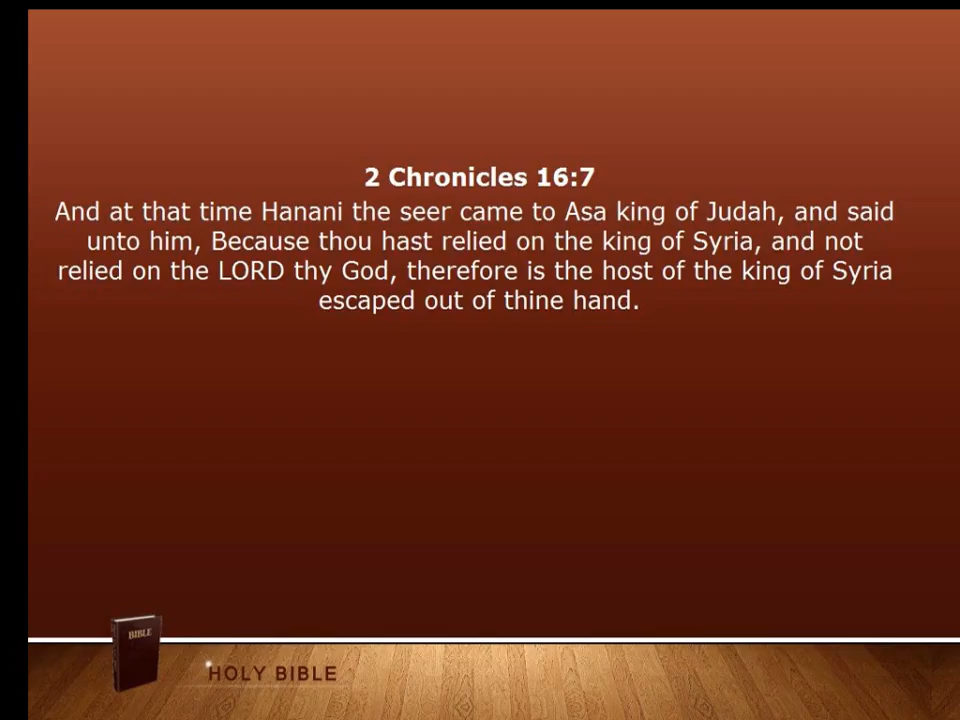 2 Chronicles 16:7
And at that time Hanani the seer came to Asa king of Judah, and said
unto him, Because thou hast relied on the king of Syria, and not
relied on the LORD thy God, therefore is the host of the king of Syria
escaped out of thine hand.
BIBLE
HOLY BIBLE